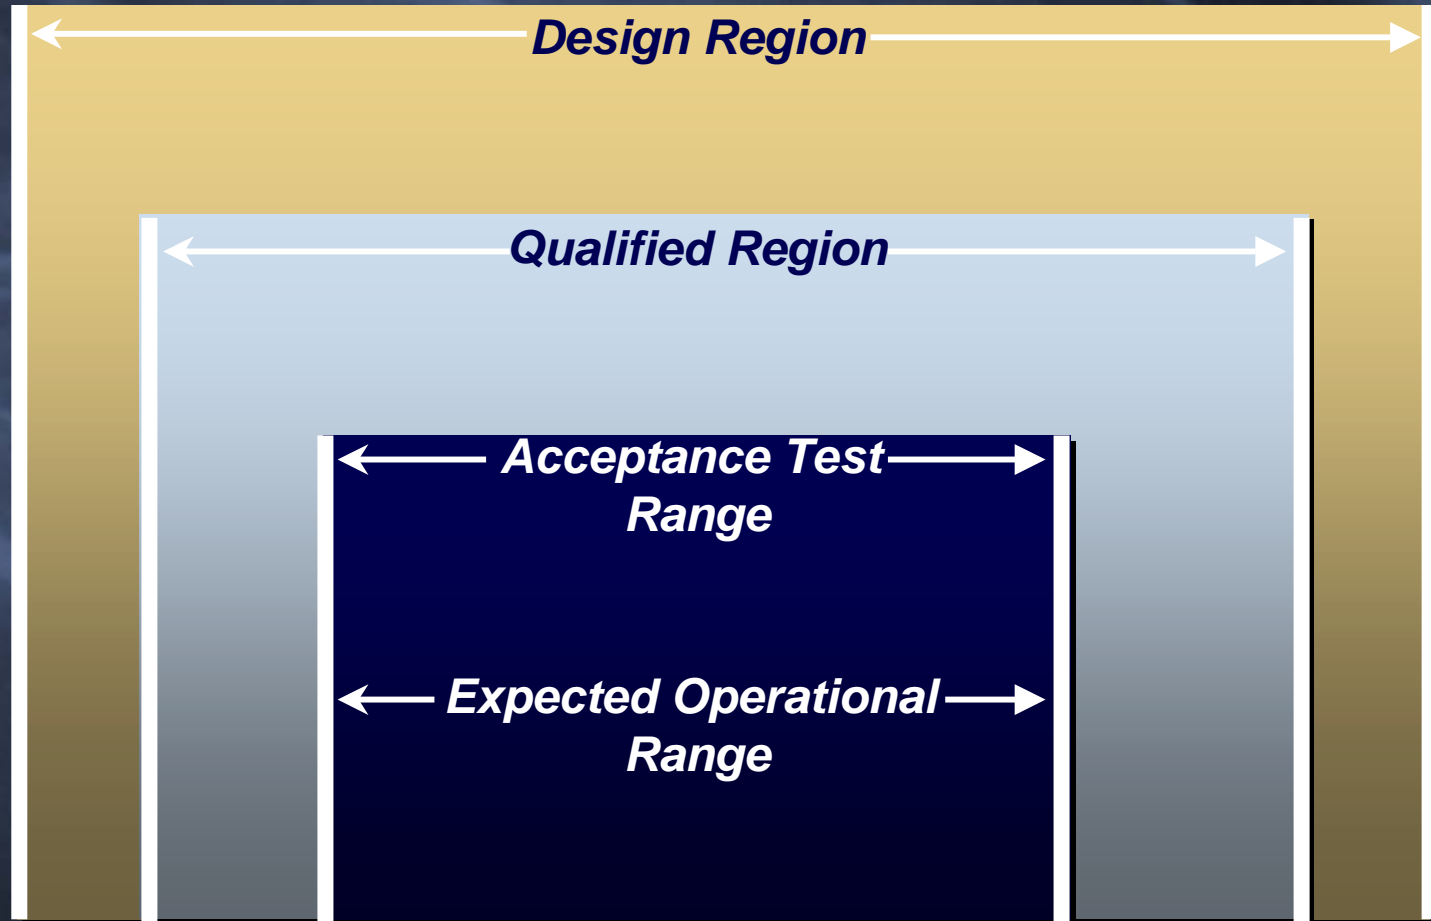 Design Region
Qualified Region
Acceptance Test
Range
Expected Operational
Range